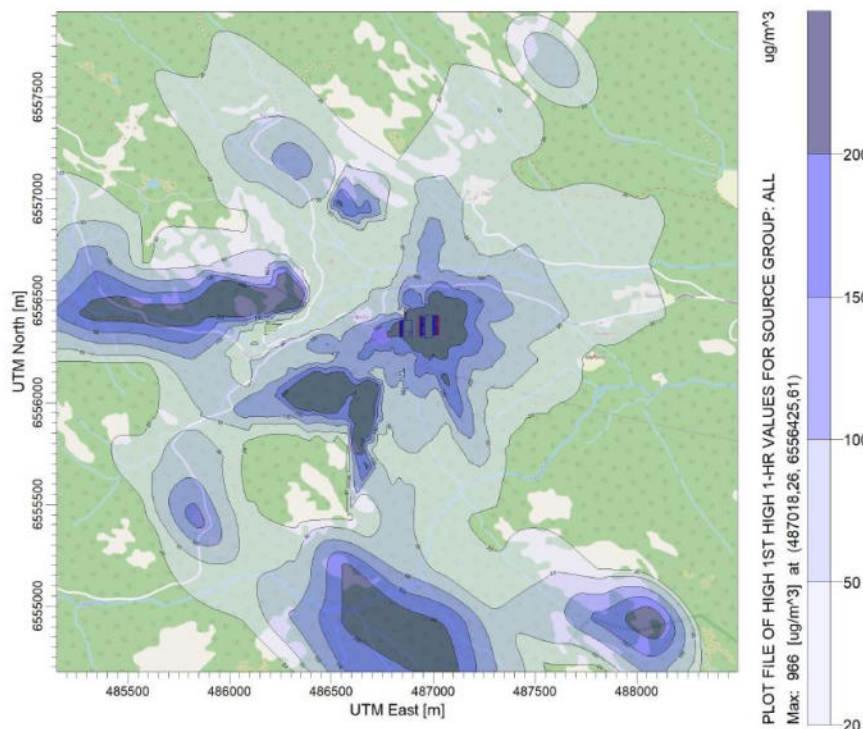 6557500
6557000
6556500
6556000
6555500
6555000
UTM North [m]
485500 486000 486500 487000 487500 488000
UTM East [m]
PLOT FILE OF HIGH 1ST HIGH 1-HR VALUES FOR SOURCE GROUP: ALL
ug/m^3
Max: 966 [ug/m^3] at (487018,26, 6556425,61)
200
150
100
50
20